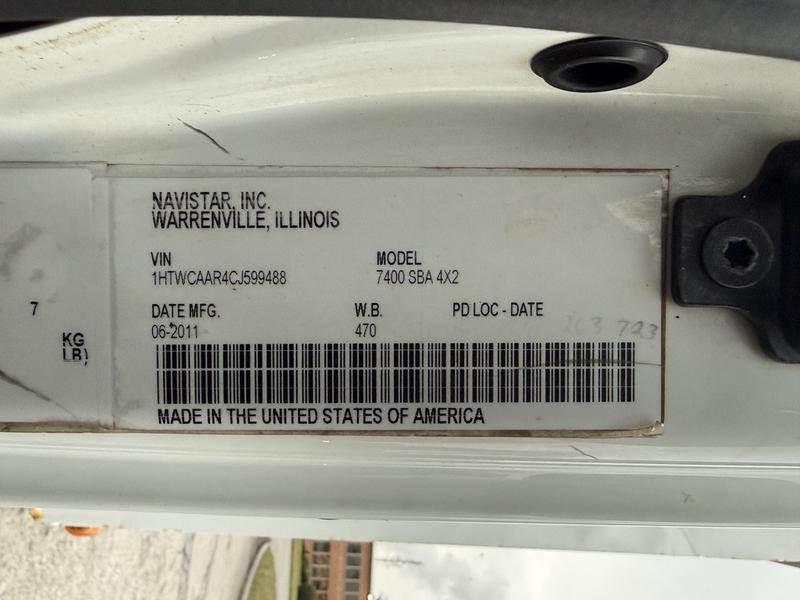 NAVISTAR, INC.
WARRENVILLE, ILLINOIS
VIN MODEL
1HTWCAAR4CJ599488 7400 SBA 4X2
DATE MFG. W.B. PD LOC - DATE
06-2011 470
MADE IN THE UNITED STATES OF AMERICA
7
KG
LB)